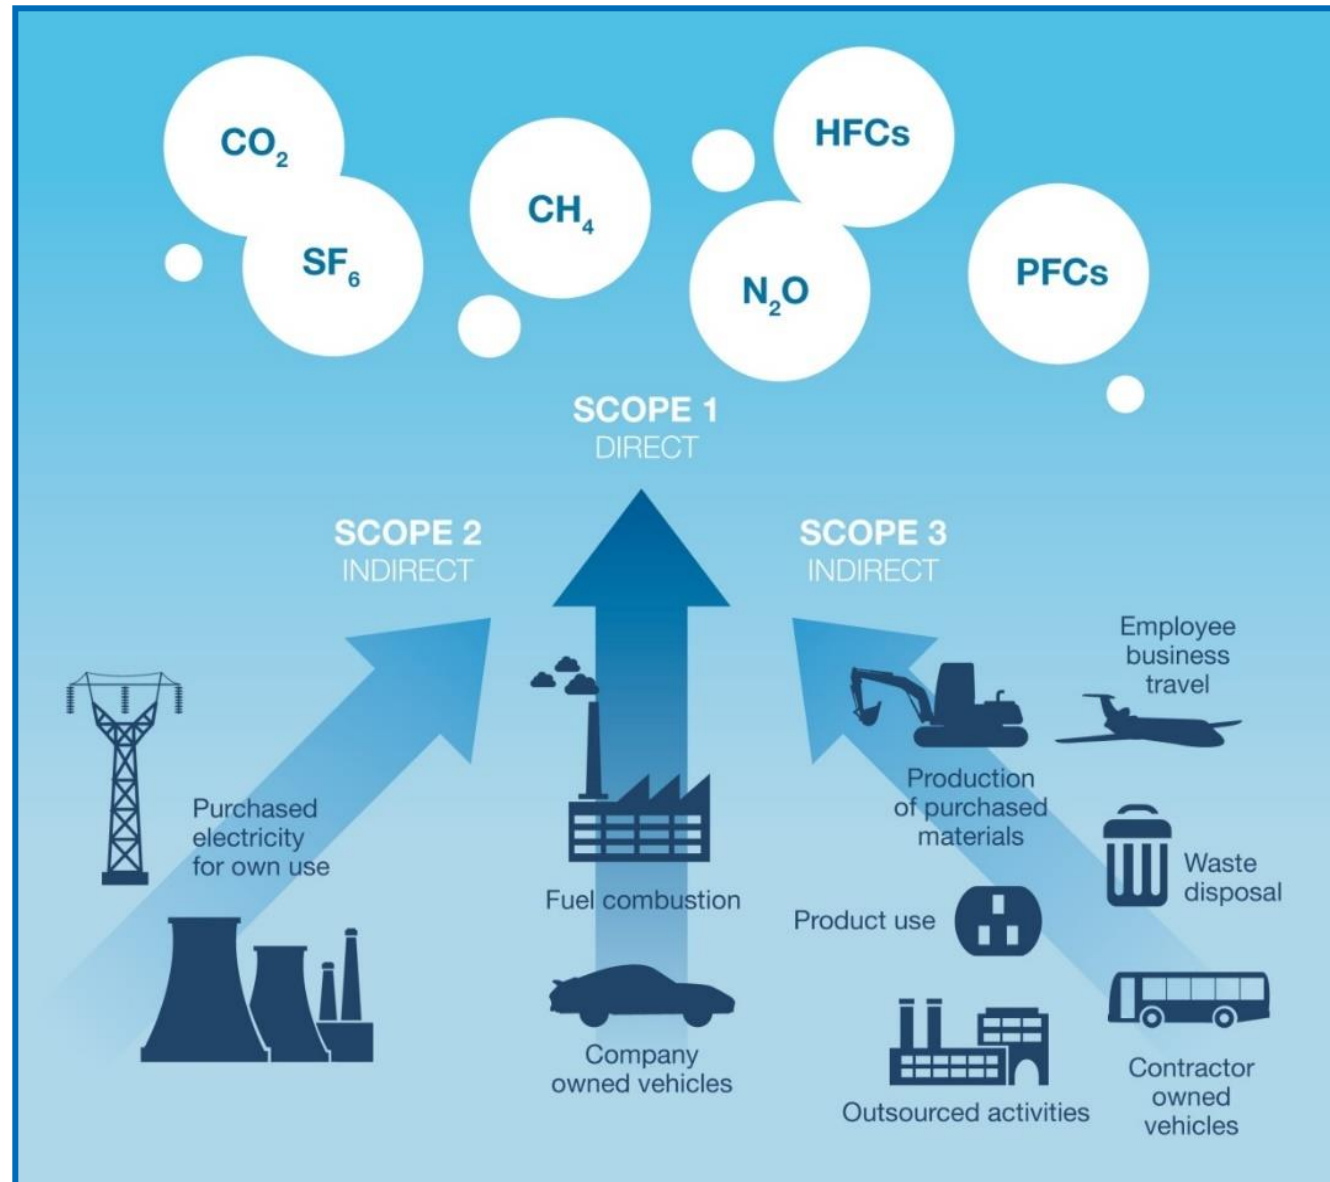 CO₂
SF₆
CH₄
HFCs
N₂O
PFCs
SCOPE 1
DIRECT
SCOPE 2
INDIRECT
SCOPE 3
INDIRECT
Purchased
electricity
for own use
Fuel combustion
Company
owned vehicles
Employee
business
travel
Production
of purchased
materials
Waste
disposal
Product use
Outsourced activities
Contractor
owned
vehicles